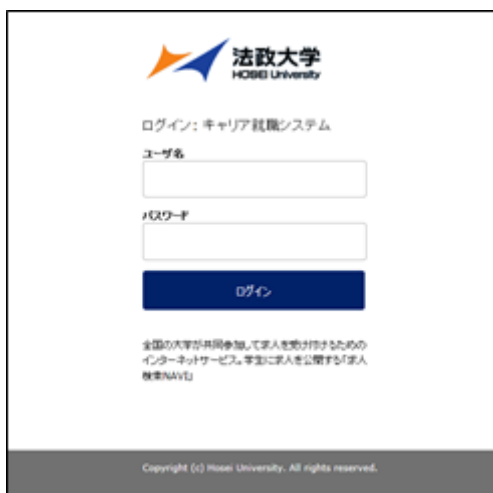 法政大学
HOSEI University
ログイン: キャリア就職システム
ユーザ名
パスワード
ログイン
全国の大学が共同参加して求人を受け付けるための
インターネットサービス。学生に求人を公開する「求人
検索NAVI」
Copyright (c) Hosei University. All rights reserved.